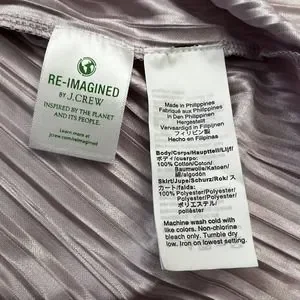 RE-IMAGINED
BY J.CREW
INSPIRED BY THE PLANET
AND ITS PEOPLE.
Learn more at
jcrew.com/reimagined
Made in Philippines
Fabriqué aux Philippines
In Den Philippinen
Hergestellt
Vervaardigd in Filipijnen
フィリピン製
Hecho en Filipinas
Body/Corps/Hauptteil/Lijf/
ボディ/cuerpo:
100% Cotton/Coton/
Baumwolle/Katoen/
綿/algodón
Skirt/Jupe/Schurz/Rok/ス
カート/falda:
100% Polyester/Polyester/
Polyester/Polyester/
ポリエステル/
poliéster
Machine wash cold with
like colors. Non-chlorine
bleach only. Tumble dry
low. Iron on lowest setting.